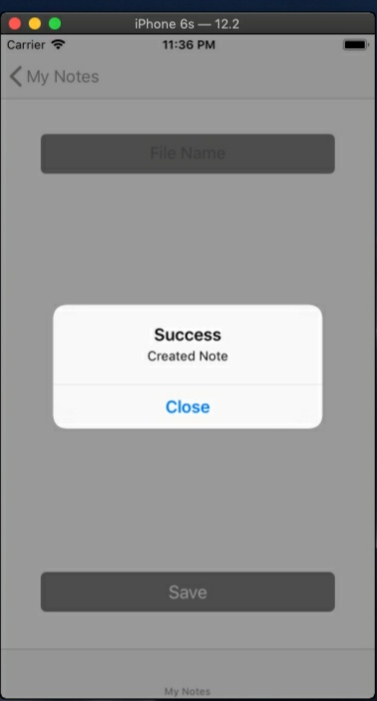 iPhone 6s — 12.2
Carrier 11:36 PM
My Notes
File Name
Success
Created Note
Close
Save
My Notes